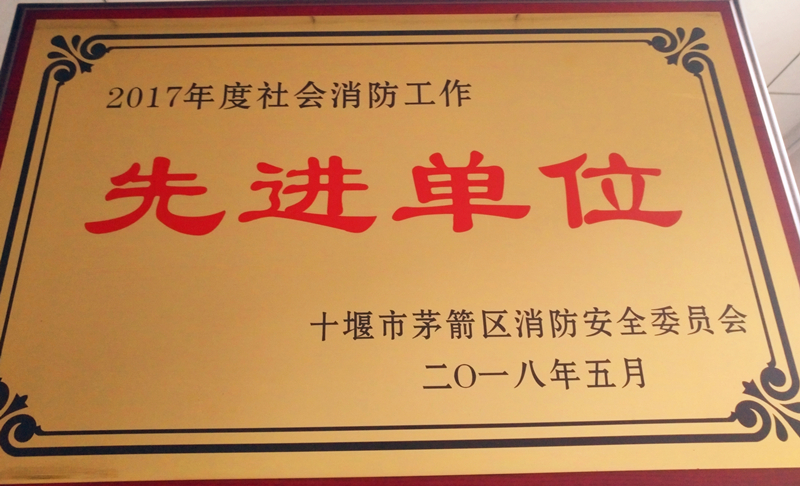 2017年度社会消防工作
先进单位
十堰市茅箭区消防安全委员会
二〇一八年五月